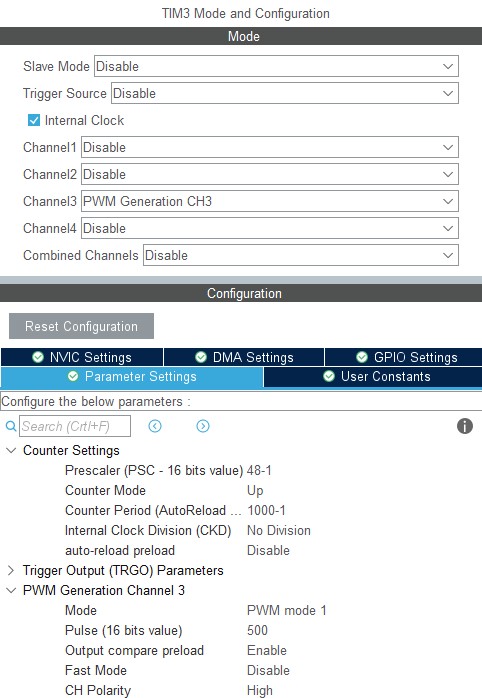 TIM3 Mode and Configuration
Mode
Slave Mode Disable
Trigger Source Disable
Internal Clock
Channel1 Disable
Channel2 Disable
Channel3 PWM Generation CH3
Channel4 Disable
Combined Channels Disable
Configuration
Reset Configuration
NVIC Settings DMA Settings GPIO Settings
Parameter Settings User Constants
Configure the below parameters :
Search (Crtl+F)
Counter Settings
Prescaler (PSC - 16 bits value) 48-1
Counter Mode Up
Counter Period (AutoReload ... 1000-1
Internal Clock Division (CKD) No Division
auto-reload preload Disable
Trigger Output (TRGO) Parameters
PWM Generation Channel 3
Mode PWM mode 1
Pulse (16 bits value) 500
Output compare preload Enable
Fast Mode Disable
CH Polarity High